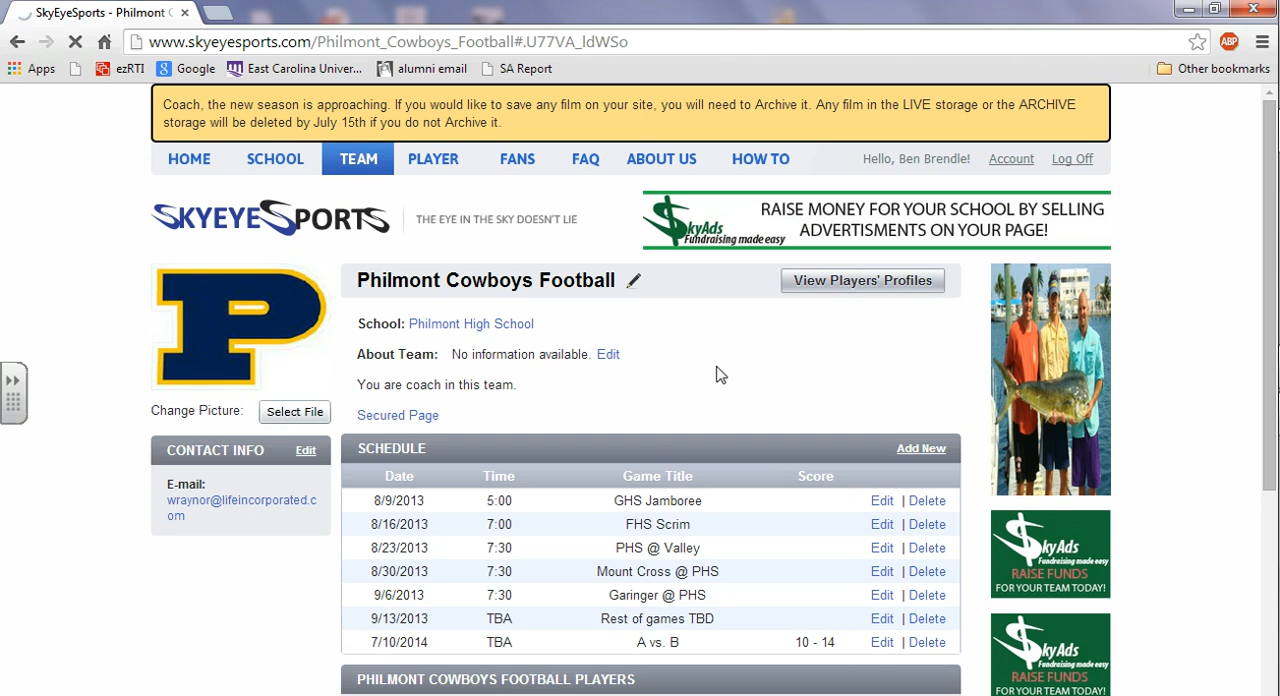 SkyEyeSports - Philmont C
www.skyeyesports.com/Philmont_Cowboys_Football#.U77VA_ldWSo
ABP
Apps ezRTI Google East Carolina Univer... alumni email SA Report Other bookmarks
Coach, the new season is approaching. If you would like to save any film on your site, you will need to Archive it. Any film in the LIVE storage or the ARCHIVE
storage will be deleted by July 15th if you do not Archive it.
HOME SCHOOL TEAM PLAYER FANS FAQ ABOUT US HOW TO Hello, Ben Brendle! Account Log Off
SKYEYESPORTS THE EYE IN THE SKY DOESN'T LIE
SkyAds
Fundraising made easy
RAISE MONEY FOR YOUR SCHOOL BY SELLING
ADVERTISMENTS ON YOUR PAGE!
P
Philmont Cowboys Football View Players' Profiles
School: Philmont High School
About Team: No information available. Edit
You are coach in this team.
Change Picture: Select File
Secured Page
CONTACT INFO Edit
E-mail:
wraynor@lifeincorporated.c
om
SCHEDULE Add New
Date Time Game Title Score
8/9/2013 5:00 GHS Jamboree Edit | Delete
8/16/2013 7:00 FHS Scrim Edit | Delete
8/23/2013 7:30 PHS @ Valley Edit | Delete
8/30/2013 7:30 Mount Cross @ PHS Edit | Delete
9/6/2013 7:30 Garinger @ PHS Edit | Delete
9/13/2013 TBA Rest of games TBD Edit | Delete
7/10/2014 TBA A vs. B 10 - 14 Edit | Delete
PHILMONT COWBOYS FOOTBALL PLAYERS
SkyAds
Fundraising made easy
RAISE FUNDS
FOR YOUR TEAM TODAY!
SkyAds
Fundraising made easy
RAISE FUNDS
FOR YOUR TEAM TODAY!